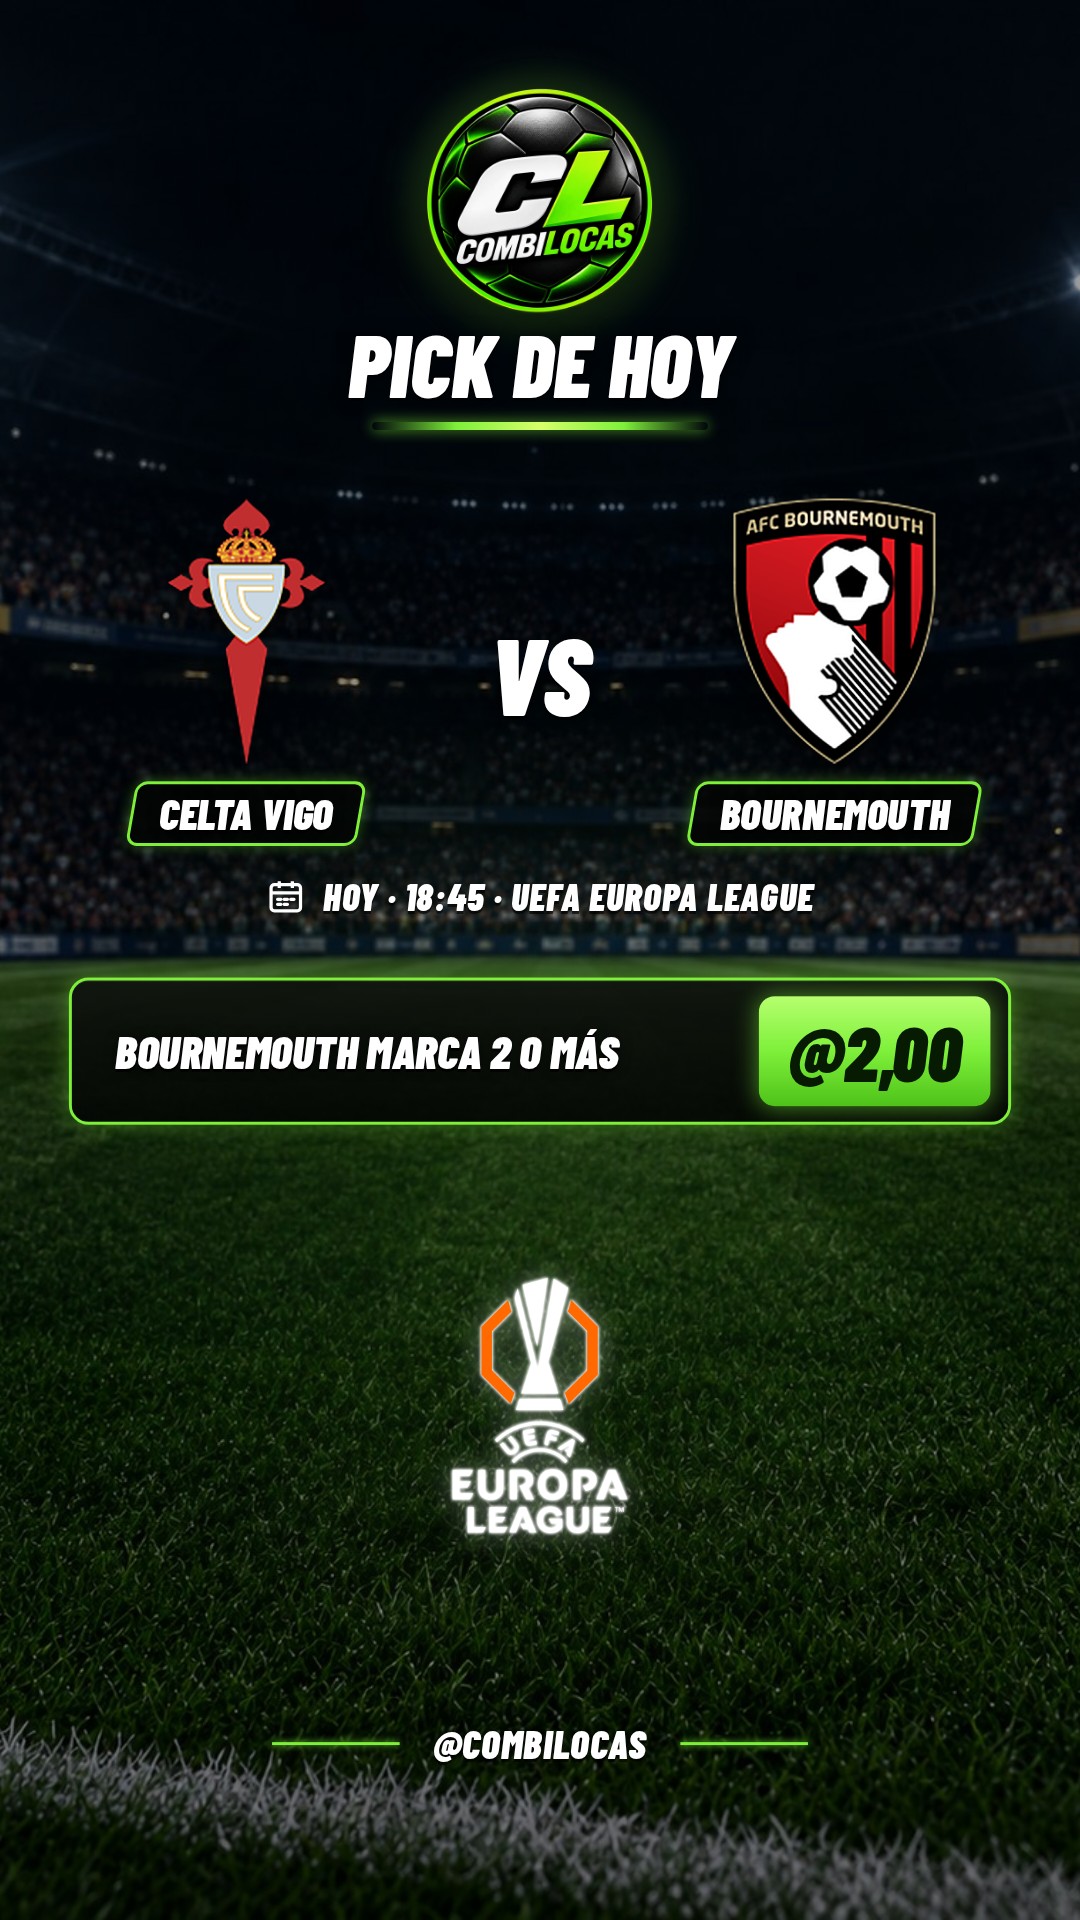 CL
COMBILOCAS
PICK DE HOY
AFC BOURNEMOUTH
VS
CELTA VIGO
BOURNEMOUTH
HOY · 18:45 · UEFA EUROPA LEAGUE
BOURNEMOUTH MARCA 2 O MÁS
@2,00
UEFA
EUROPA
LEAGUE™
@COMBILOCAS